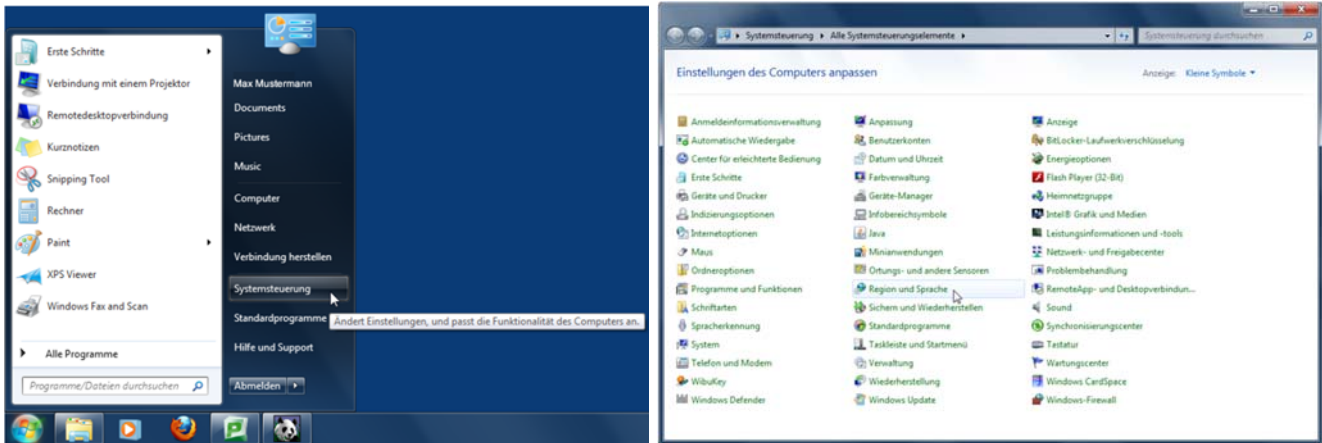 Erste Schritte
Verbindung mit einem Projektor
Remotedesktopverbindung
Kurznotizen
Snipping Tool
Rechner
Paint
XPS Viewer
Windows Fax and Scan
Alle Programme
Programme/Dateien durchsuchen
Max Mustermann
Documents
Pictures
Music
Computer
Netzwerk
Verbindung herstellen
Systemsteuerung
Standardprogramme
Ändert Einstellungen, und passt die Funktionalität des Computers an.
Hilfe und Support
Abmelden
Systemsteuerung Alle Systemsteuerungselemente
Systemsteuerung durchsuchen
Einstellungen des Computers anpassen
Anzeige: Kleine Symbole
Anmeldeinformationsverwaltung Anpassung Anzeige
Automatische Wiedergabe Benutzerkonten BitLocker-Laufwerkverschlüsselung
Center für erleichterte Bedienung Datum und Uhrzeit Energieoptionen
Erste Schritte Farbverwaltung Flash Player (32-Bit)
Geräte und Drucker Geräte-Manager Heimnetzgruppe
Indizierungsoptionen Infobereichsymbole Intel® Grafik und Medien
Internetoptionen Java Leistungsinformationen und -tools
Maus Minianwendungen Netzwerk- und Freigabecenter
Ordneroptionen Ortungs- und andere Sensoren Problembehandlung
Programme und Funktionen Region und Sprache RemoteApp- und Desktopverbindun...
Schriftarten Sichern und Wiederherstellen Sound
Spracherkennung Standardprogramme Synchronisierungscenter
System Taskleiste und Startmenü Tastatur
Telefon und Modem Verwaltung Wartungscenter
WibuKey Wiederherstellung Windows CardSpace
Windows Defender Windows Update Windows-Firewall